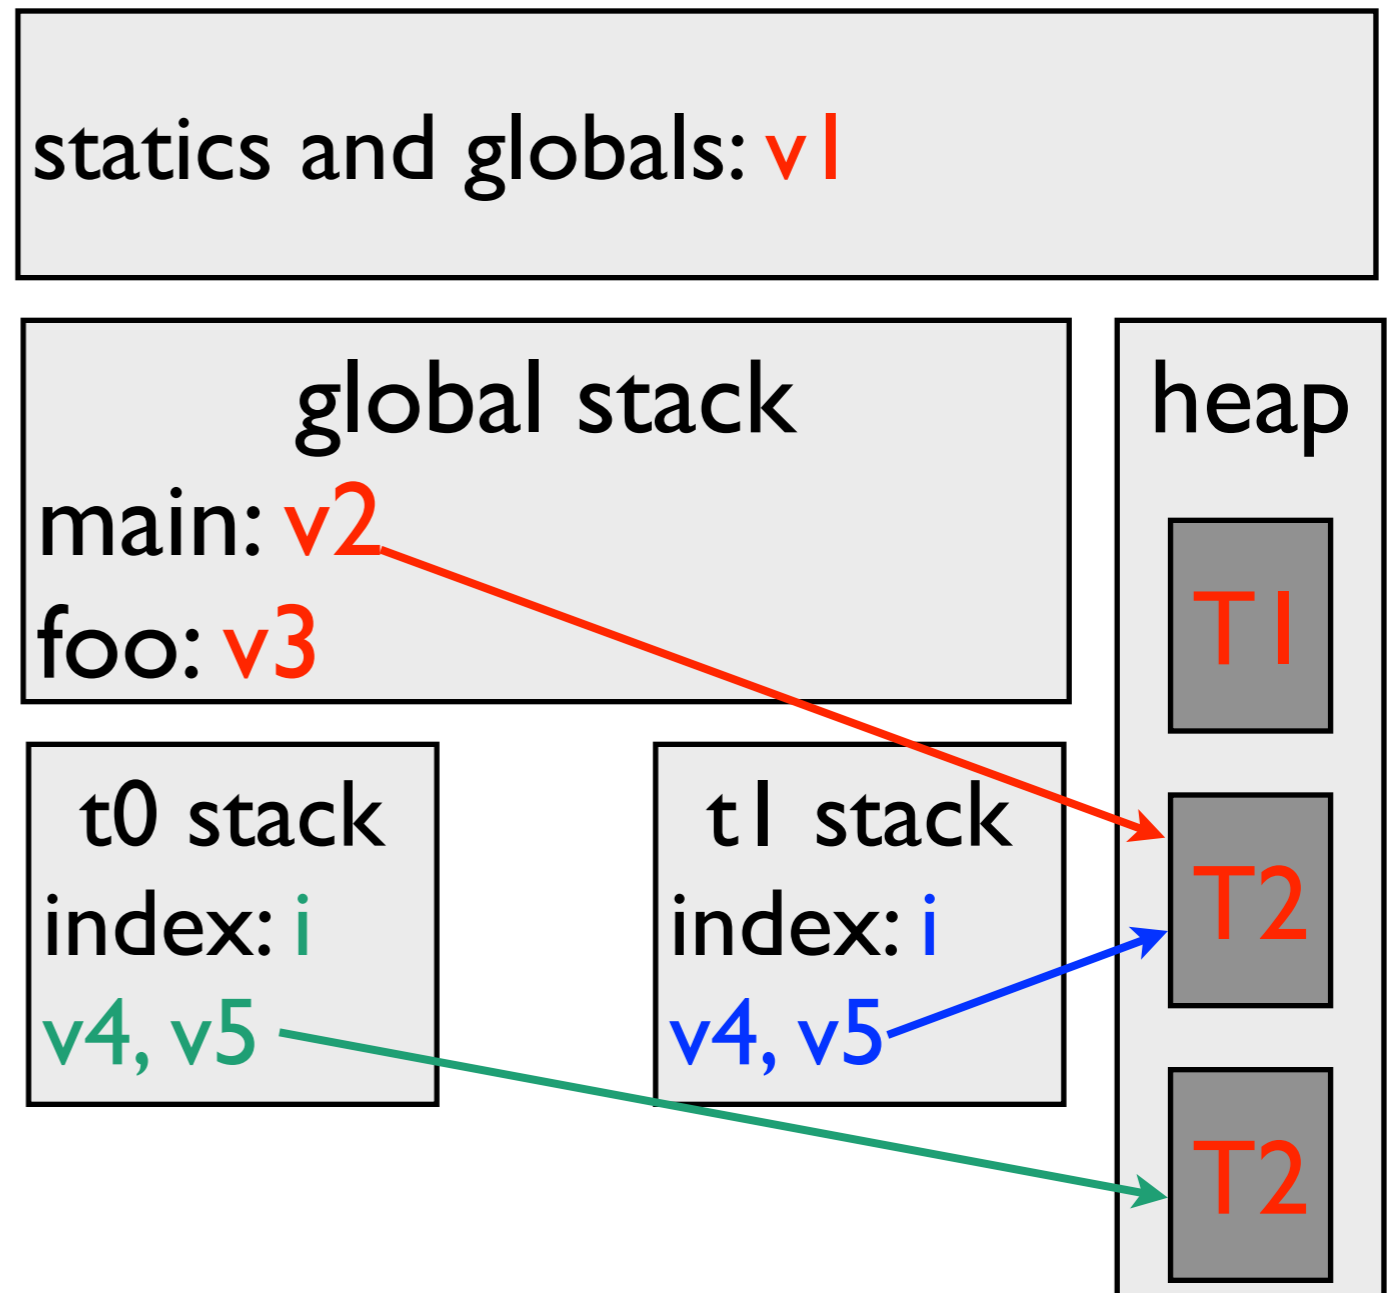 statics and globals: v1
global stack
main: v2
foo: v3
heap
T1
T2
T2
t0 stack
index: i
v4, v5
t1 stack
index: i
v4, v5